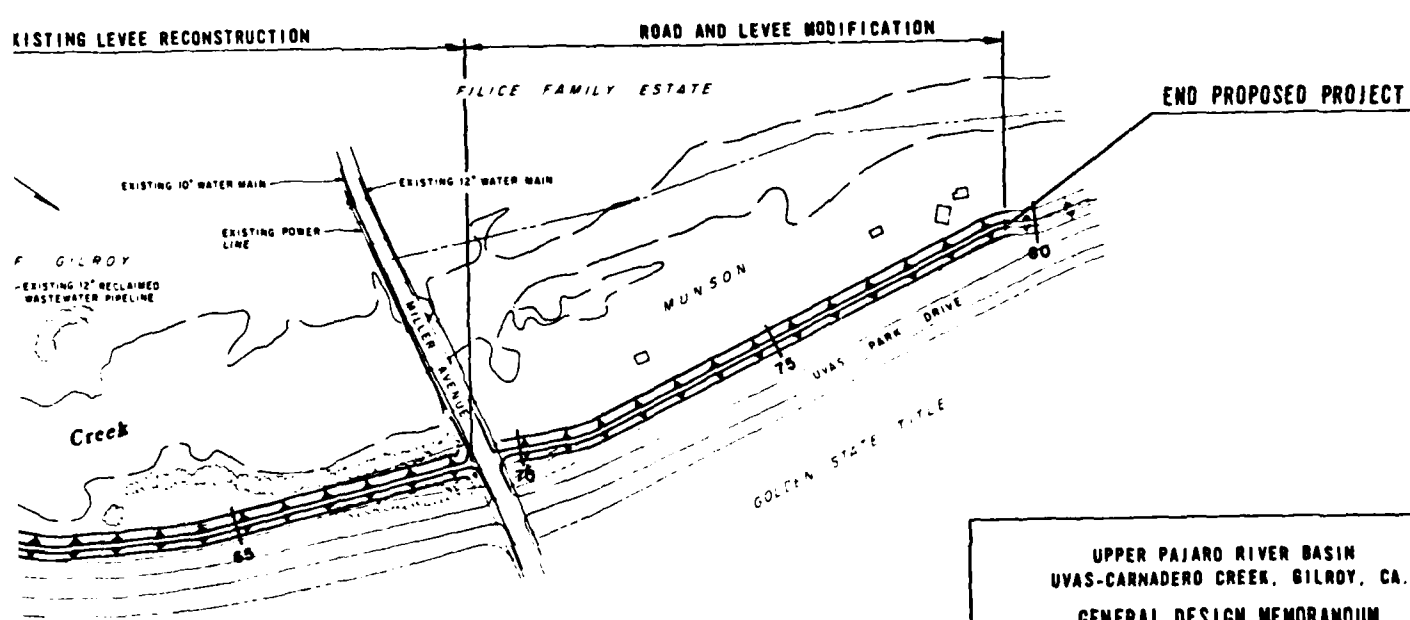 KISTING LEVEE RECONSTRUCTION
ROAD AND LEVEE MODIFICATION
FILICE FAMILY ESTATE
END PROPOSED PROJECT
EXISTING 10" WATER MAIN
EXISTING 12" WATER MAIN
EXISTING POWER
LINE
F GILROY
EXISTING 12" RECLAIMED
WASTEWATER PIPELINE
MILLER AVENUE
MUNSON
80
75
UVAS PARK DRIVE
Creek
70
GOLDEN STATE TITLE
65
UPPER PAJARO RIVER BASIN
UVAS-CARNADERO CREEK, GILROY, CA.
GENERAL DESIGN MEMORANDUM